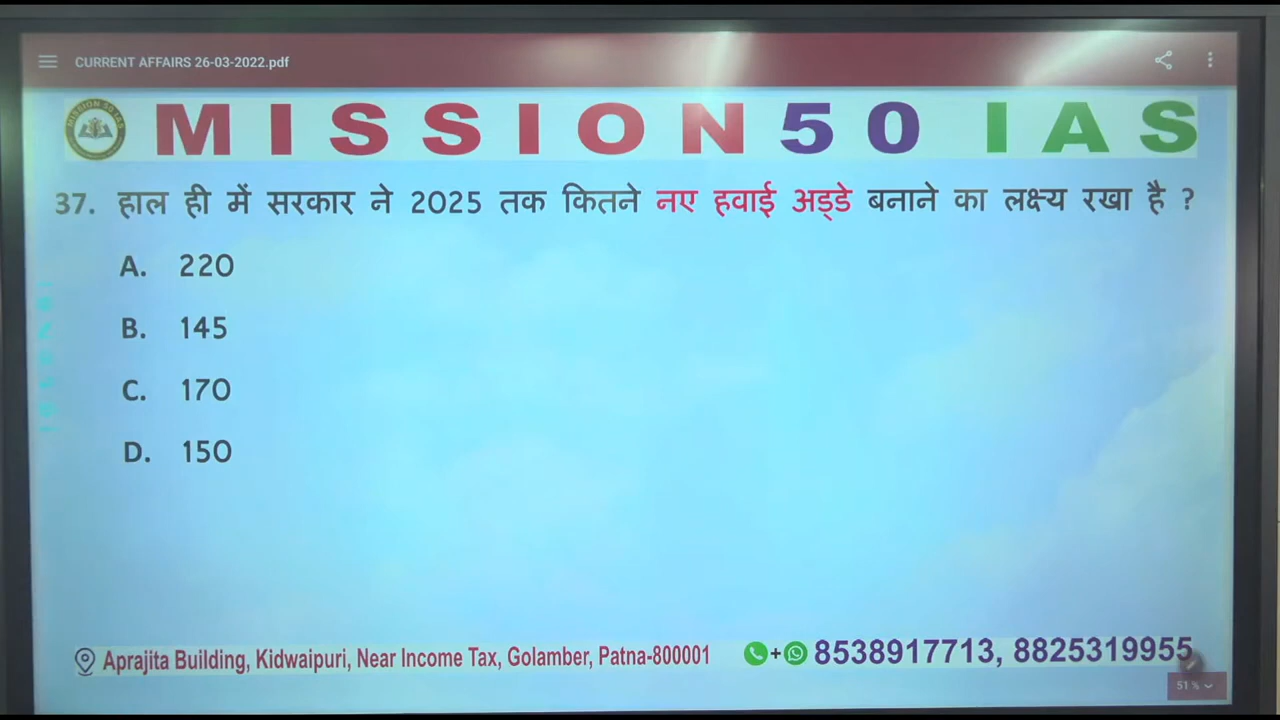 CURRENT AFFAIRS 26-03-2022.pdf
MISSION 50 IAS
37. हाल ही में सरकार ने 2025 तक कितने नए हवाई अड्डे बनाने का लक्ष्य रखा है ?
A. 220
B. 145
C. 170
D. 150
Aprajita Building, Kidwaipuri, Near Income Tax, Golamber, Patna-800001
+ 8538917713, 8825319955
51 %